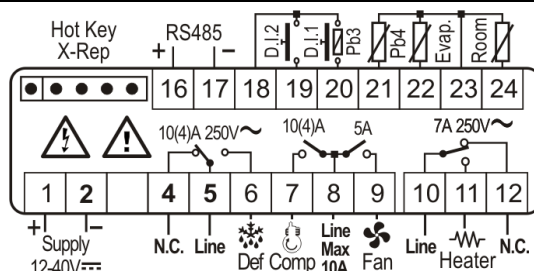 Hot Key
X-Rep
+ RS485 -
D.I.2
D.I.1
Pb3
Pb4
Evap.
Room
16 17 18 19 20 21 22 23 24
10(4)A 250V~
10(4)A
5A
7A 250V~
1 2 4 5 6 7 8 9 10 11 12
+ -
Supply
12-40V
N.C. Line Def Comp Line
Max
10A
Fan Line Heater N.C.